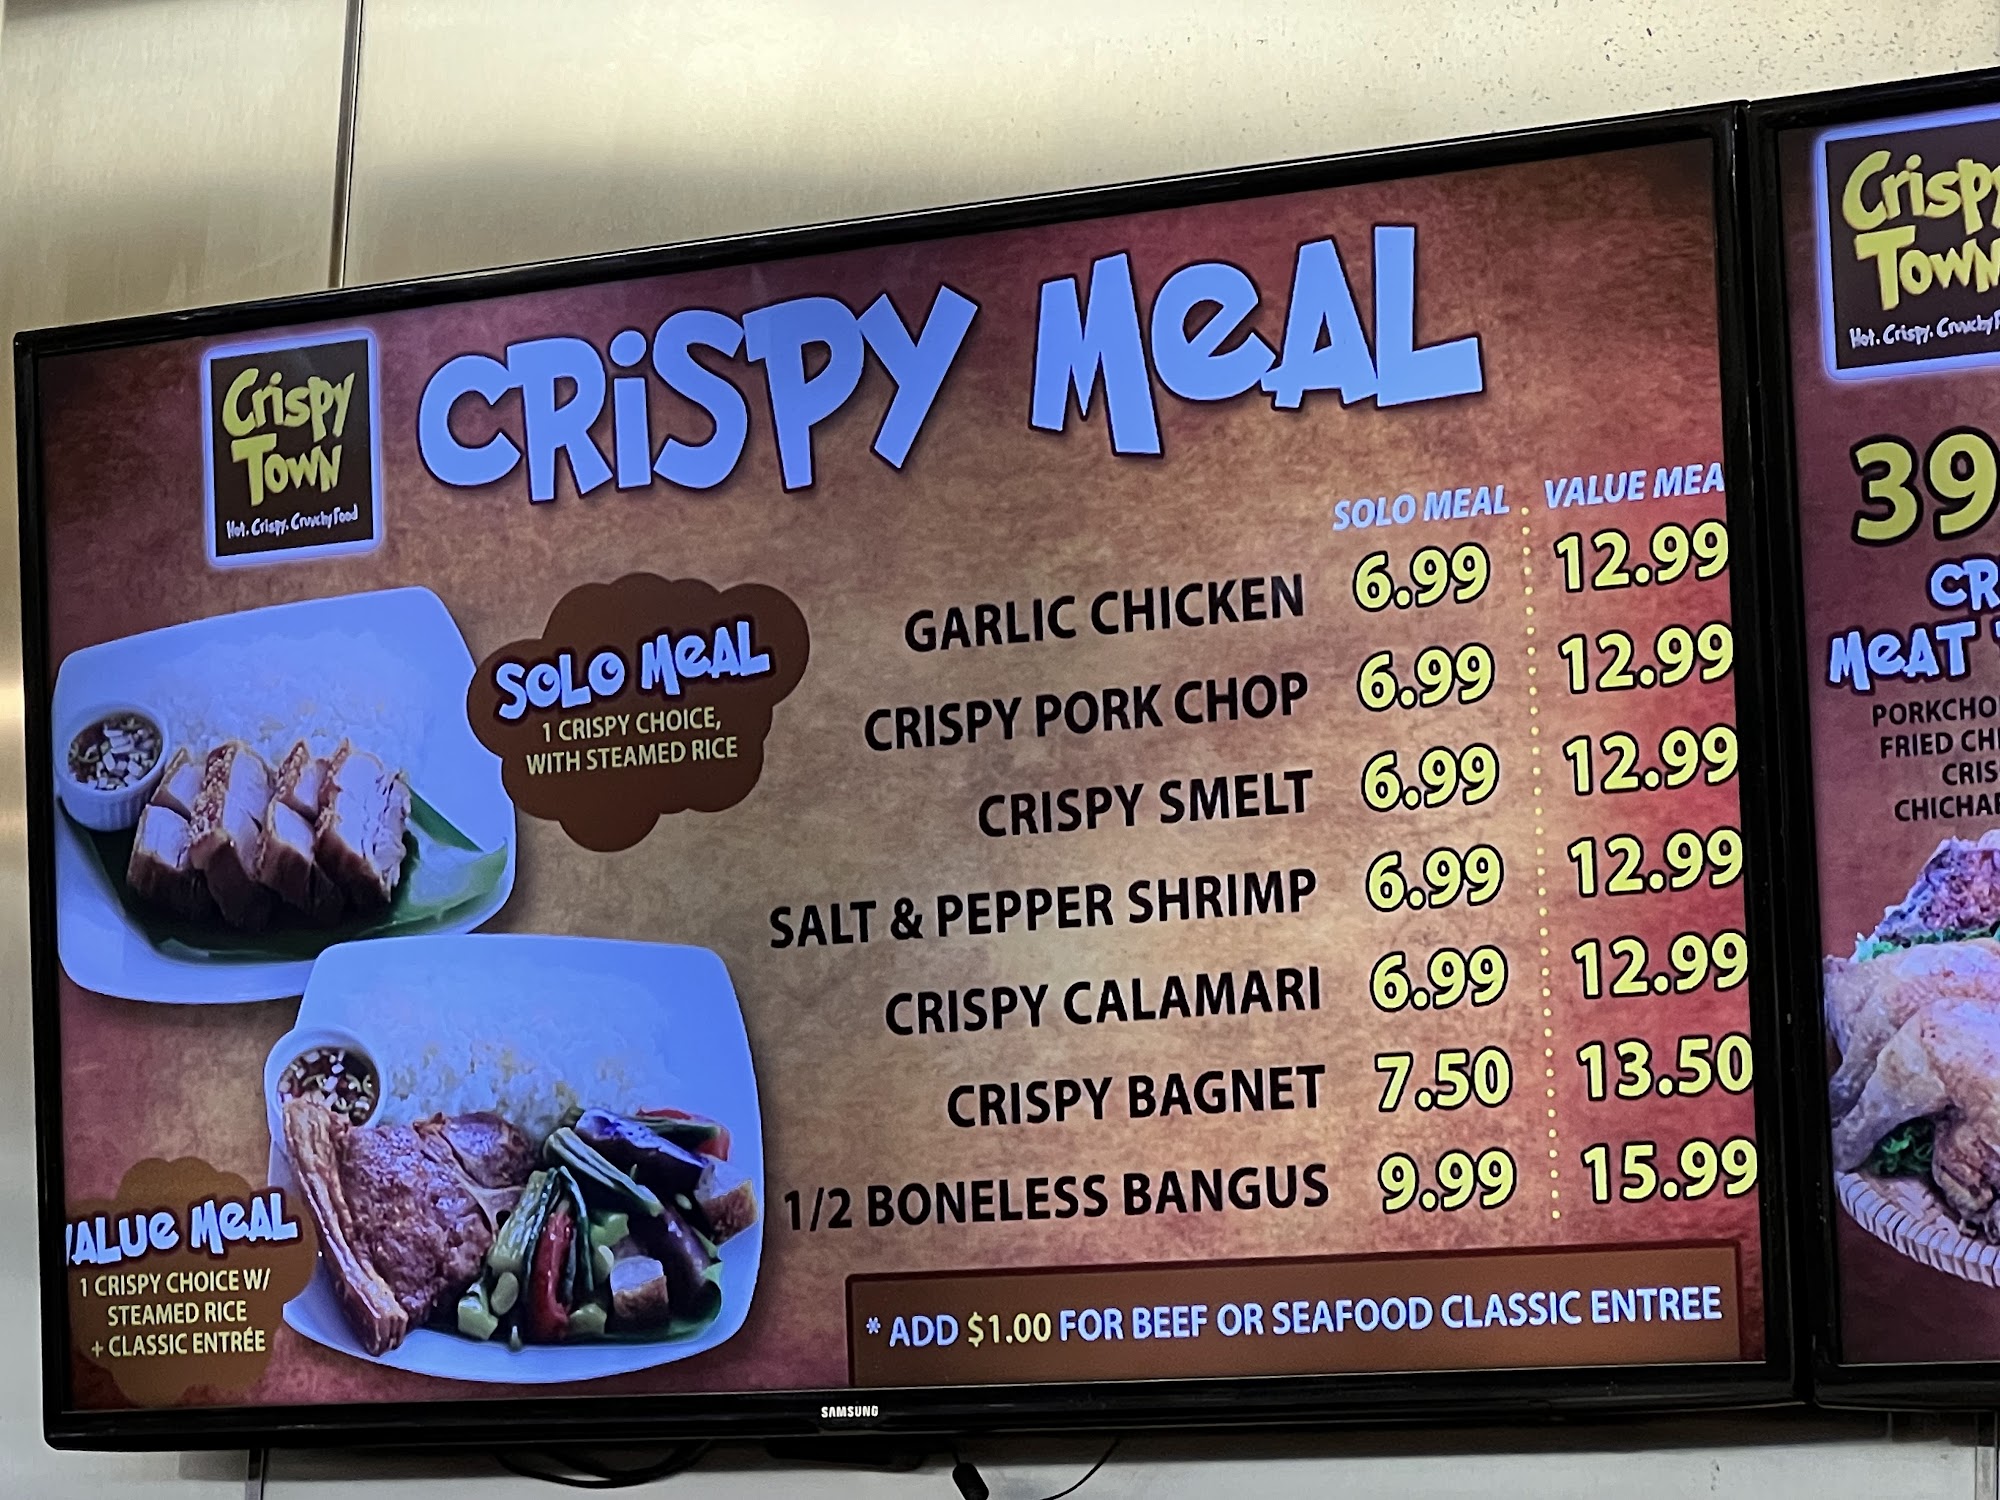 Crispy
Town
Hot. Crispy. Crunchy Food
CRiSPY MeAL
SOLO MEAL VALUE MEA
GARLIC CHICKEN 6.99 12.99
CRISPY PORK CHOP 6.99 12.99
CRISPY SMELT 6.99 12.99
SALT & PEPPER SHRIMP 6.99 12.99
CRISPY CALAMARI 6.99 12.99
CRISPY BAGNET 7.50 13.50
1/2 BONELESS BANGUS 9.99 15.99
* ADD $1.00 FOR BEEF OR SEAFOOD CLASSIC ENTREE
SOLO MeAL
1 CRISPY CHOICE,
WITH STEAMED RICE
VALUe MeAL
1 CRISPY CHOICE W/
STEAMED RICE
+ CLASSIC ENTRÉE
SAMSUNG
Crispy
Town
Hot. Crispy. Crunchy F
39
CR
MeAT
PORKCHO
FRIED CH
CRIS
CHICHA